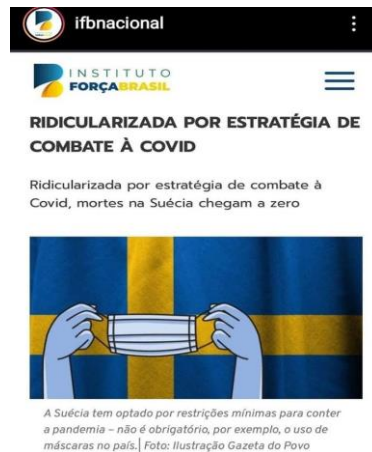 ifbnacional
INSTITUTO
FORÇABRASIL
RIDICULARIZADA POR ESTRATÉGIA DE
COMBATE À COVID
Ridicularizada por estratégia de combate à
Covid, mortes na Suécia chegam a zero
A Suécia tem optado por restrições mínimas para conter
a pandemia – não é obrigatório, por exemplo, o uso de
máscaras no país.| Foto: Ilustração Gazeta do Povo